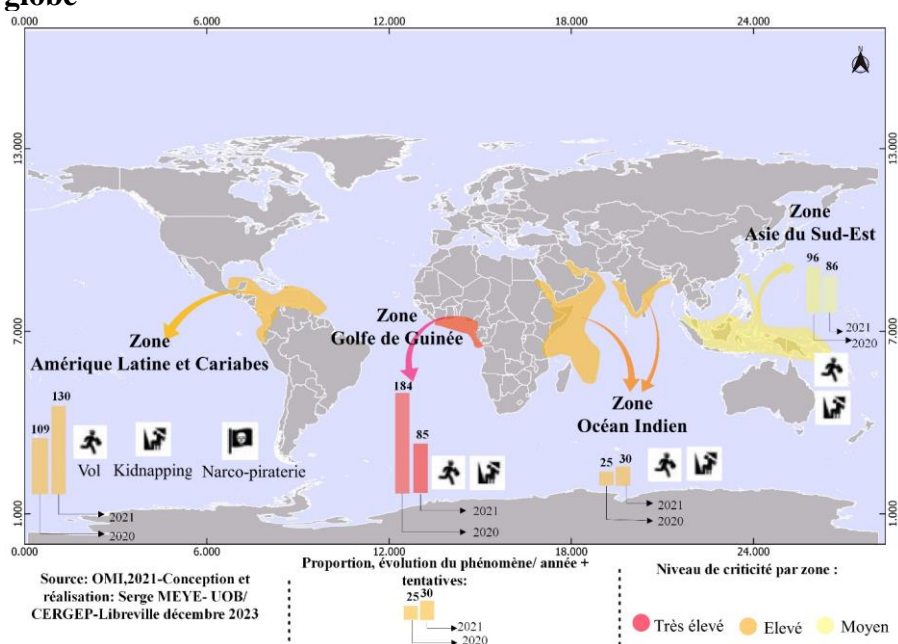 globe
0.000 6.000 12.000 18.000 24.000
N
13.000 13.000
Zone
Asie du Sud-Est
96 86
2021
2020
7.000 7.000
Zone
Golfe de Guinée
Zone
Amérique Latine et Cariabes
184
85
2021
2020
Zone
Océan Indien
25 30
2021
2020
109 130
Vol Kidnapping Narco-piraterie
2021
2020
1.000 1.000
0.000 6.000 12.000 18.000 24.000
Source: OMI,2021-Conception et
réalisation: Serge MEYE- UOB/
CERGEP-Libreville décembre 2023
Proportion, évolution du phénomène/ année +
tentatives:
25 30
2021
2020
Niveau de criticité par zone :
Très élevé Elevé Moyen